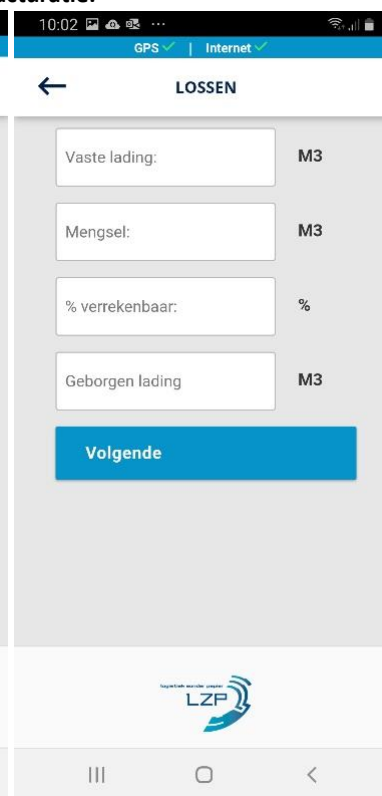 10:02
GPS | Internet
LOSSEN
Vaste lading: M3
Mengsel: M3
% verrekenbaar: %
Geborgen lading M3
Volgende
LZP